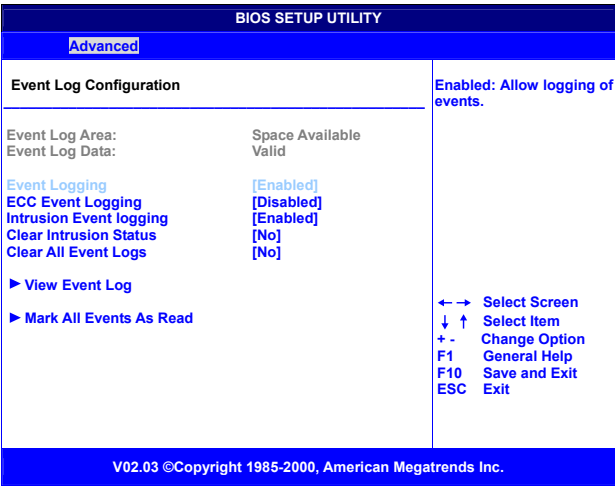 BIOS SETUP UTILITY
Advanced
Event Log Configuration
Event Log Area: Space Available
Event Log Data: Valid
Event Logging [Enabled]
ECC Event Logging [Disabled]
Intrusion Event logging [Enabled]
Clear Intrusion Status [No]
Clear All Event Logs [No]
►View Event Log
►Mark All Events As Read
Enabled: Allow logging of
events.
←→ Select Screen
↓ ↑ Select Item
+ - Change Option
F1 General Help
F10 Save and Exit
ESC Exit
V02.03 ©Copyright 1985-2000, American Megatrends Inc.